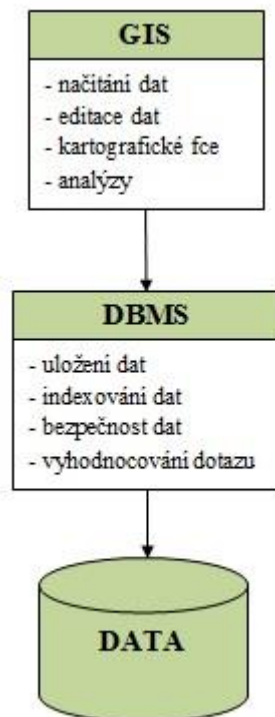 GIS
- načítání dat
- editace dat
- kartografické fce
- analýzy
DBMS
- uložení dat
- indexování dat
- bezpečnost dat
- vyhodnocování dotazu
DATA